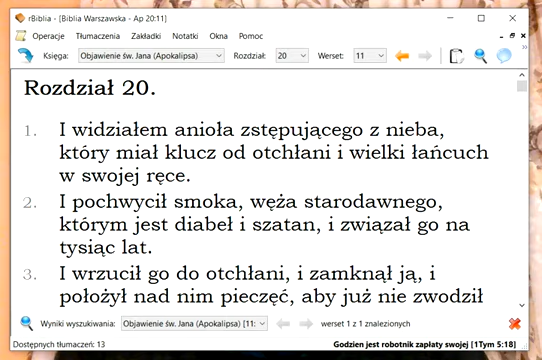 rBiblia - [Biblia Warszawska - Ap 20:11]
Operacje Tłumaczenia Zakładki Notatki Okna Pomoc
Księga: Objawienie św. Jana (Apokalipsa) Rozdział: 20 Werset: 11
Rozdział 20.
1. I widziałem anioła zstępującego z nieba,
który miał klucz od otchłani i wielki łańcuch
w swojej ręce.
2. I pochwycił smoka, węża starodawnego,
którym jest diabeł i szatan, i związał go na
tysiąc lat.
3. I wrzucił go do otchłani, i zamknął ją, i
położył nad nim pieczęć, aby już nie zwodził
Wyniki wyszukiwania: Objawienie św. Jana (Apokalipsa) [11: werset 1 z 1 znalezionych
Dostępnych tłumaczeń: 13 Godzien jest robotnik zapłaty swojej [1Tym 5:18]